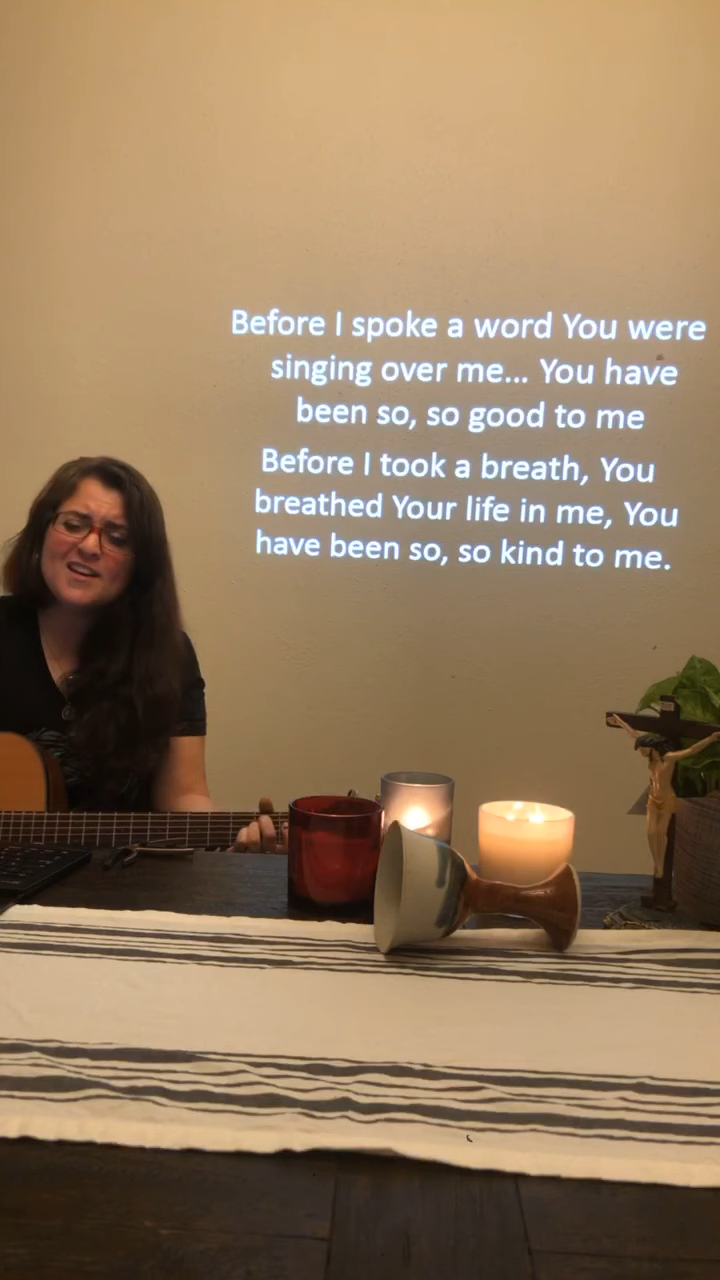 Before I spoke a word You were
singing over me... You have
been so, so good to me
Before I took a breath, You
breathed Your life in me, You
have been so, so kind to me.